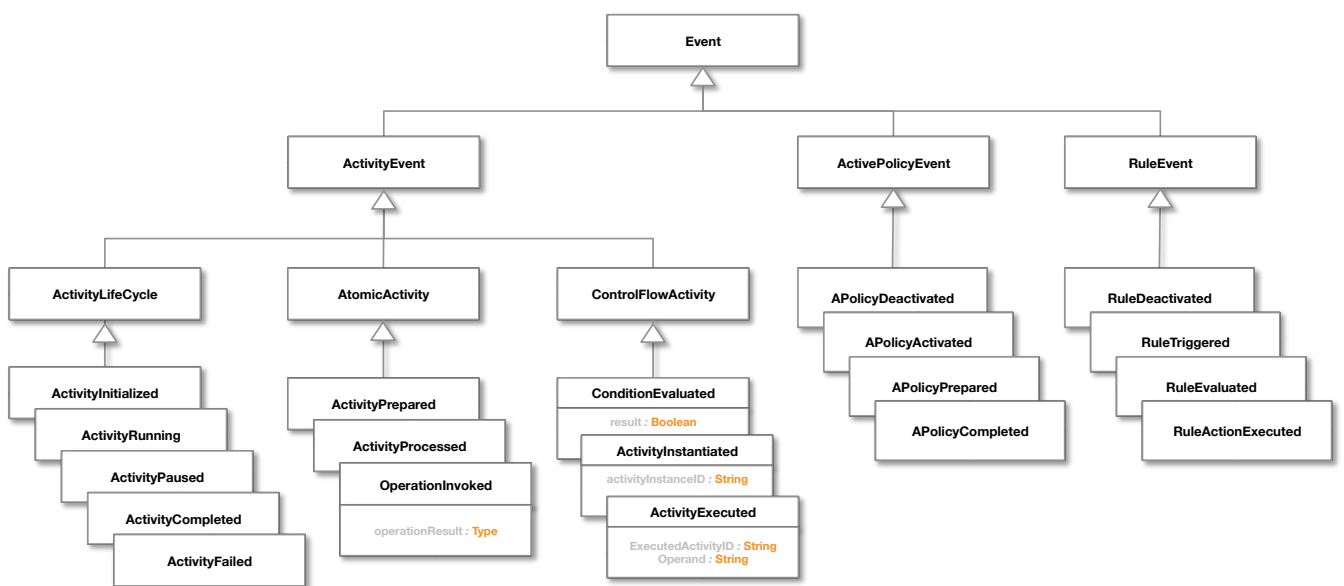 Event
ActivityEvent
ActivePolicyEvent
RuleEvent
ActivityLifeCycle
AtomicActivity
ControlFlowActivity
APolicyDeactivated
APolicyActivated
APolicyPrepared
APolicyCompleted
RuleDeactivated
RuleTriggered
RuleEvaluated
RuleActionExecuted
ActivityInitialized
ActivityRunning
ActivityPaused
ActivityCompleted
ActivityFailed
ActivityPrepared
ActivityProcessed
OperationInvoked
operationResult : Type
ConditionEvaluated
result : Boolean
ActivityInstantiated
activityInstanceID : String
ActivityExecuted
ExecutedActivityID : String
Operand : String